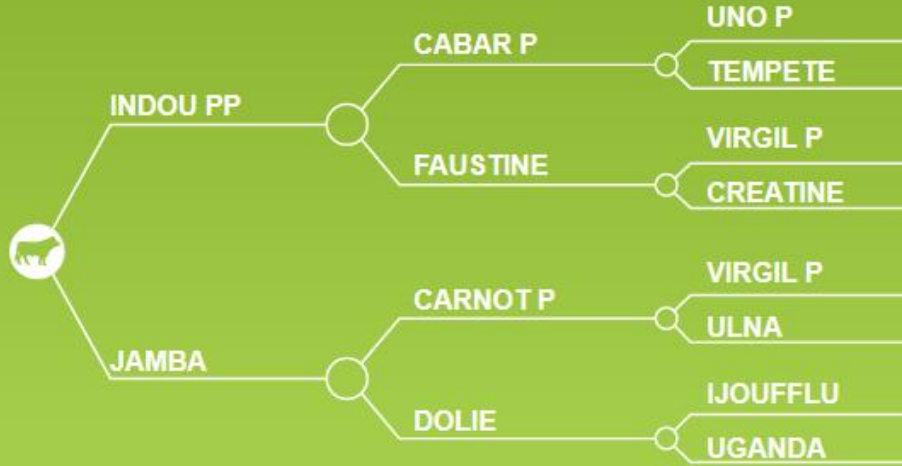 UNO P
CABAR P
TEMPETE
INDOU PP
VIRGIL P
FAUSTINE
CREATINE
VIRGIL P
CARNOT P
ULNA
JAMBA
IJOUFFLU
DOLIE
UGANDA